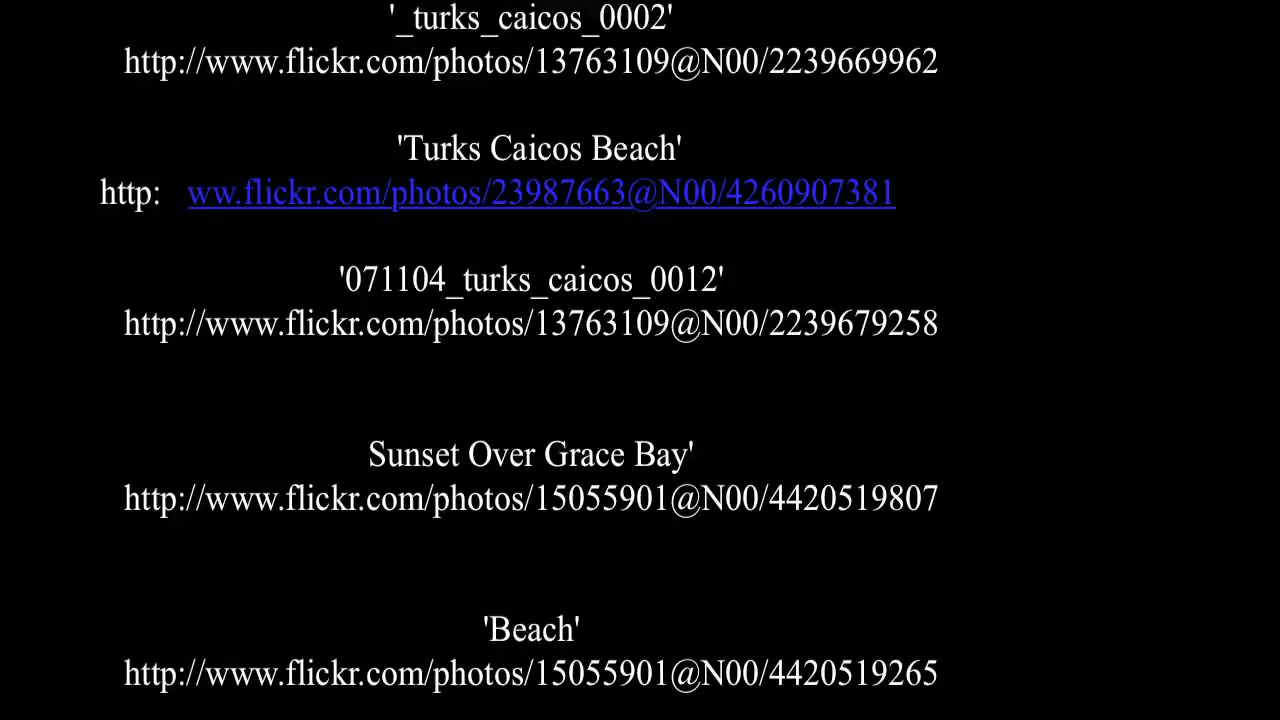 '_turks_caicos_0002'
http://www.flickr.com/photos/13763109@N00/2239669962
'Turks Caicos Beach'
http: ww.flickr.com/photos/23987663@N00/4260907381
'071104_turks_caicos_0012'
http://www.flickr.com/photos/13763109@N00/2239679258
Sunset Over Grace Bay'
http://www.flickr.com/photos/15055901@N00/4420519807
'Beach'
http://www.flickr.com/photos/15055901@N00/4420519265